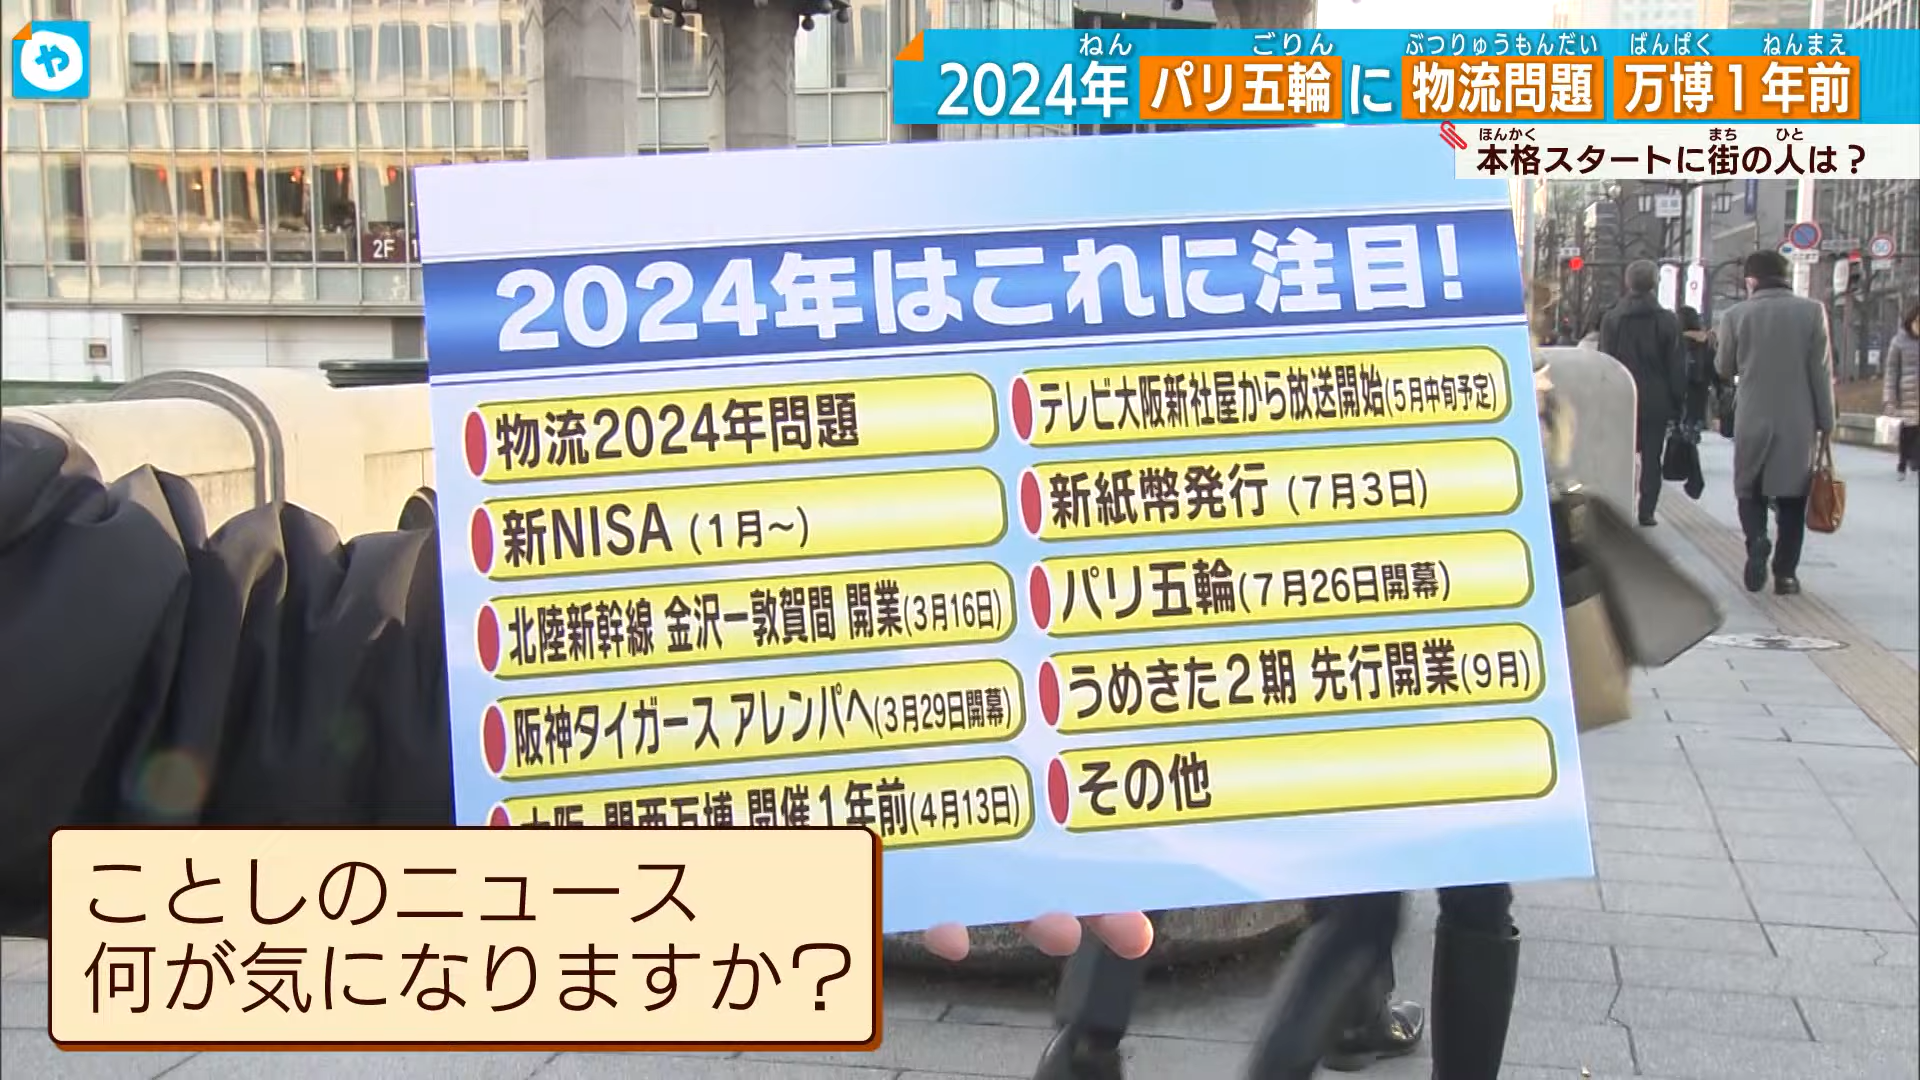 や
ねん ごりん ぶつりゅうもんだい ばんぱく ねんまえ
2024年 パリ五輪に 物流問題 万博1年前
ほんかく まち ひと
本格スタートに街の人は？
2F
2024年はこれに注目！
物流2024年問題
新NISA（1月～）
北陸新幹線 金沢ー敦賀間 開業(3月16日)
阪神タイガース アレンパへ(3月29日開幕)
大阪・関西万博 開催1年前(4月13日)
テレビ大阪新社屋から放送開始(5月中旬予定)
新紙幣発行（7月3日）
パリ五輪(7月26日開幕)
うめきた2期 先行開業(9月)
その他
ことしのニュース
何が気になりますか？